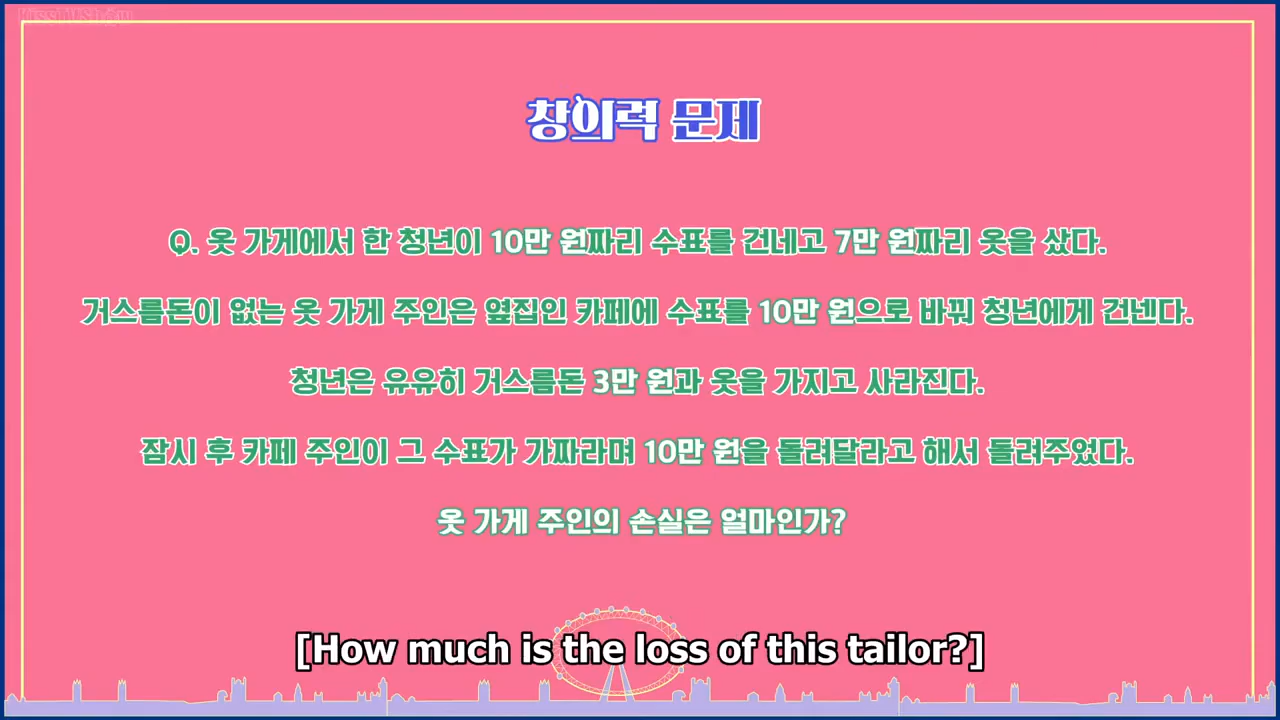 창의력 문제
Q. 옷 가게에서 한 청년이 10만 원짜리 수표를 건네고 7만 원짜리 옷을 샀다.
거스름돈이 없는 옷 가게 주인은 옆집인 카페에 수표를 10만 원으로 바꿔 청년에게 건넨다.
청년은 유유히 거스름돈 3만 원과 옷을 가지고 사라진다.
잠시 후 카페 주인이 그 수표가 가짜라며 10만 원을 돌려달라고 해서 돌려주었다.
옷 가게 주인의 손실은 얼마인가?
[How much is the loss of this tailor?]